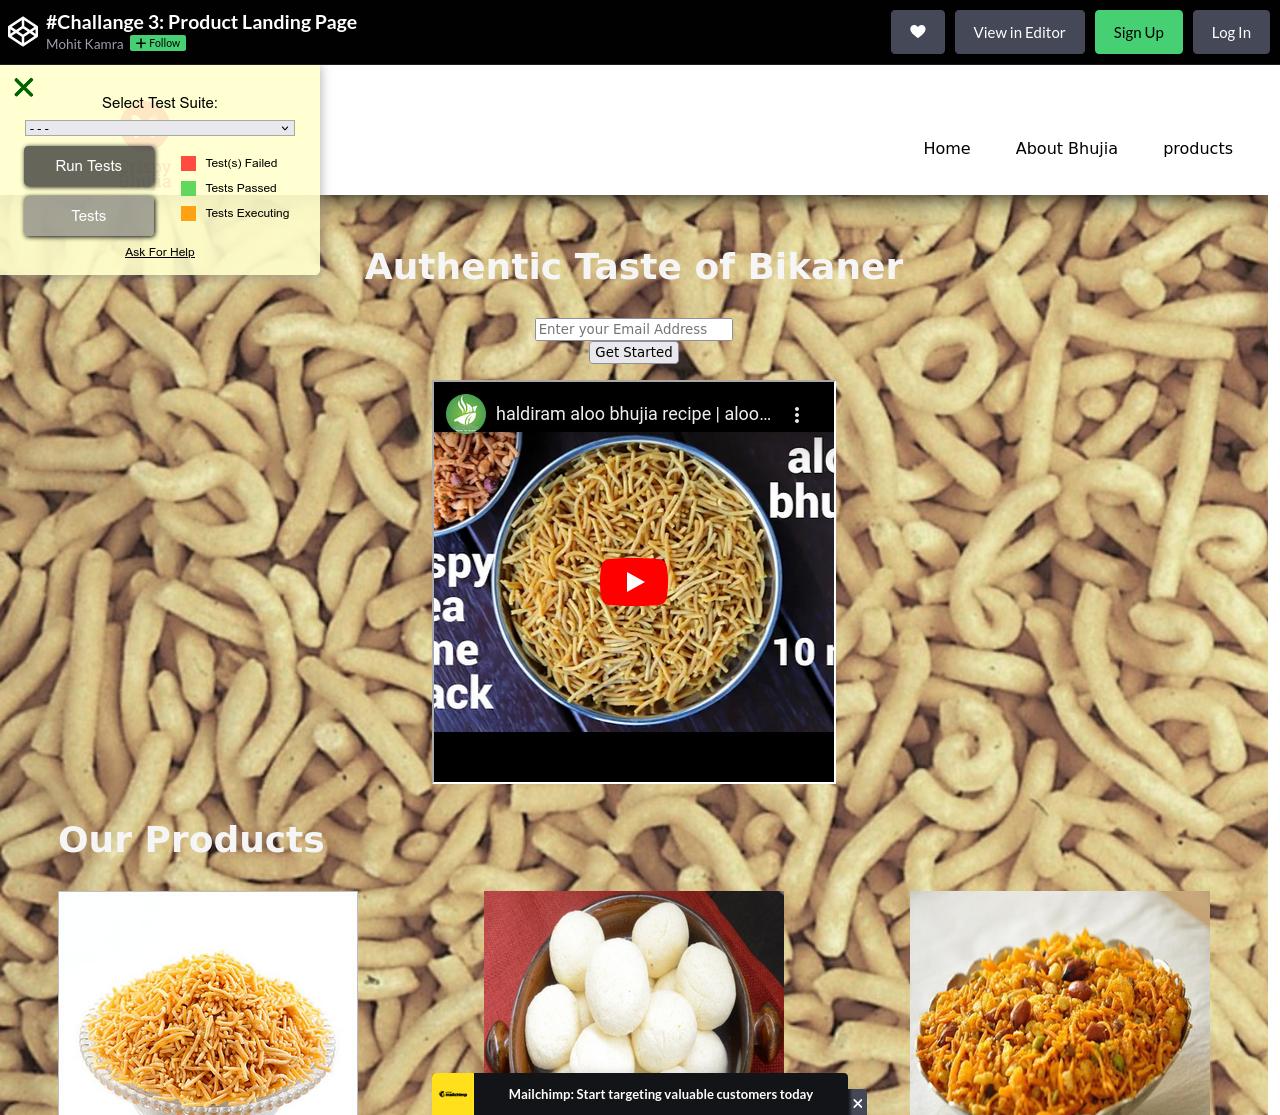 #Challange 3: Product Landing Page
Mohit Kamra
+ Follow
View in Editor
Sign Up
Log In
Select Test Suite:
- - -
Run Tests
Tests
Test(s) Failed
Tests Passed
Tests Executing
Ask For Help
Home
About Bhujia
products
Authentic Taste of Bikaner
Enter your Email Address
Get Started
haldiram aloo bhujia recipe | aloo...
alo
bhu
spy
ea
me
ack
10 m
Our Products
Mailchimp: Start targeting valuable customers today